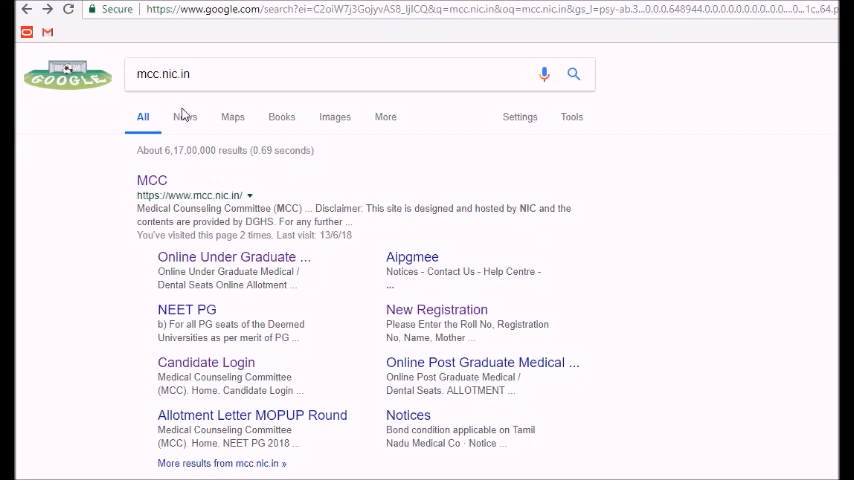 Secure https://www.google.com/search?ei=C2oiW7j3GojyvAS8_ljICQ&q=mcc.nic.in&oq=mcc.nic.in&gs_l=psy-ab.3...0.0.0.648944.0.0.0.0.0.0.0.0..0.0....0...1c..64.p
GOOGLE
mcc.nic.in
All News Maps Books Images More Settings Tools
About 6,17,00,000 results (0.69 seconds)
MCC
https://www.mcc.nic.in/
Medical Counseling Committee (MCC) ... Disclaimer: This site is designed and hosted by NIC and the
contents are provided by DGHS. For any further ...
You've visited this page 2 times. Last visit: 13/6/18
Online Under Graduate ...
Online Under Graduate Medical /
Dental Seats Online Allotment ...
Aipgmee
Notices - Contact Us - Help Centre -
...
NEET PG
b) For all PG seats of the Deemed
Universities as per merit of PG ...
New Registration
Please Enter the Roll No, Registration
No, Name, Mother ...
Candidate Login
Medical Counseling Committee
(MCC). Home. Candidate Login ...
Online Post Graduate Medical ...
Online Post Graduate Medical /
Dental Seats. ALLOTMENT ...
Allotment Letter MOPUP Round
Medical Counseling Committee
(MCC). Home. NEET PG 2018 ...
Notices
Bond condition applicable on Tamil
Nadu Medical Co · Notice ...
More results from mcc.nic.in »